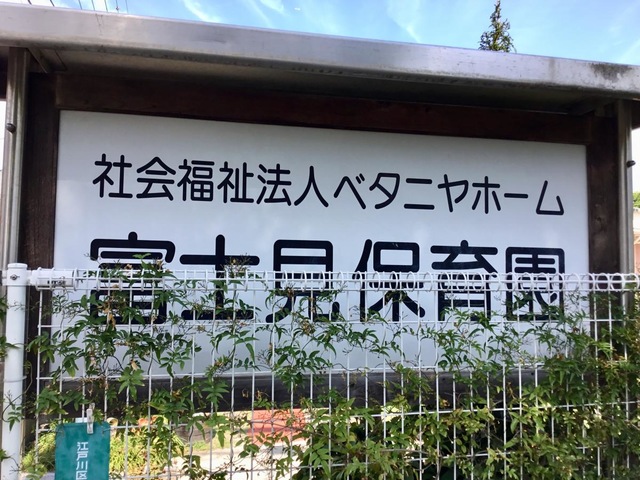 社会福祉法人ベタニヤホーム
富士見保育園
江戸川区